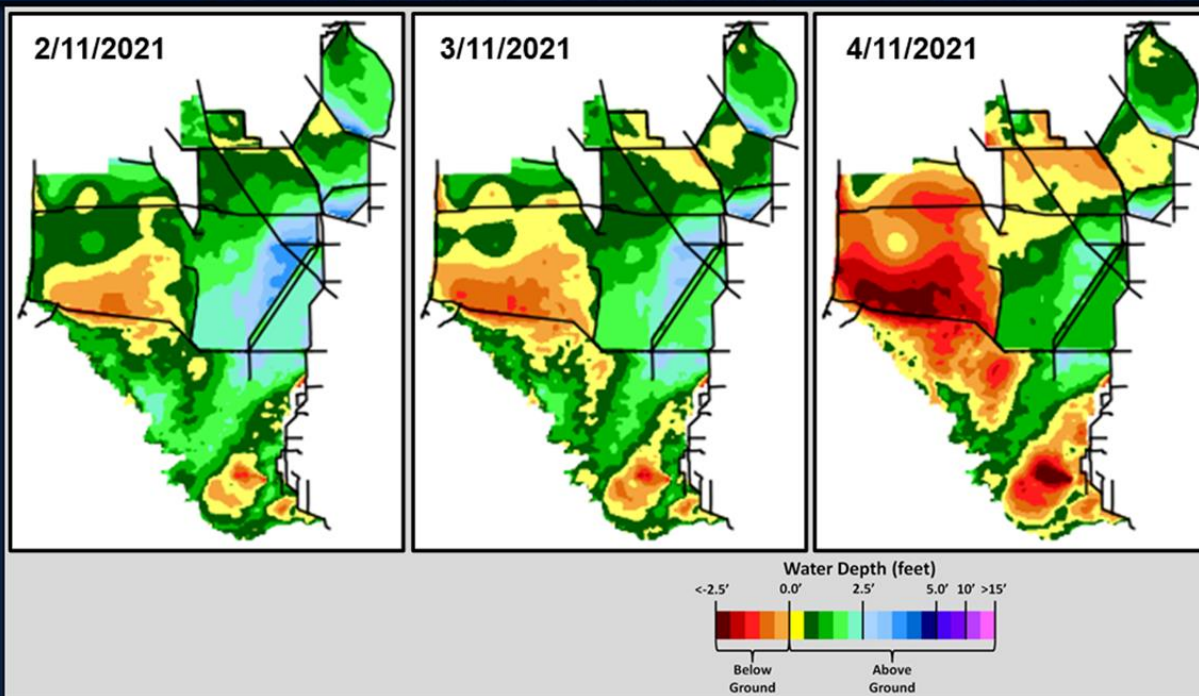 2/11/2021
3/11/2021
4/11/2021
Water Depth (feet)
<-2.5' 0.0' 2.5' 5.0' 10' >15'
Below Above
Ground Ground